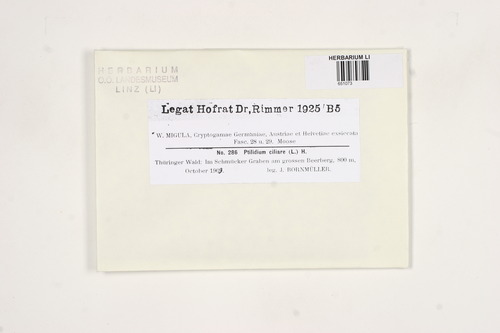 HERBARIUM
O.Ö. LANDESMUSEUM
LINZ (LI)
HERBARIUM LI
Legat Hofrat Dr. Rimmer 1925/B5
W. MIGULA, Cryptogamae Germaniae, Austriae et Helvetiae exsiccatae
Fasc. 28 u. 29. Moose
No. 286 Ptilidium ciliare (L.) H.
Thüringer Wald: Im Schmücker Graben am grossen Beerberg, 800 m,
October 1903. leg. J. BORNMÜLLER.